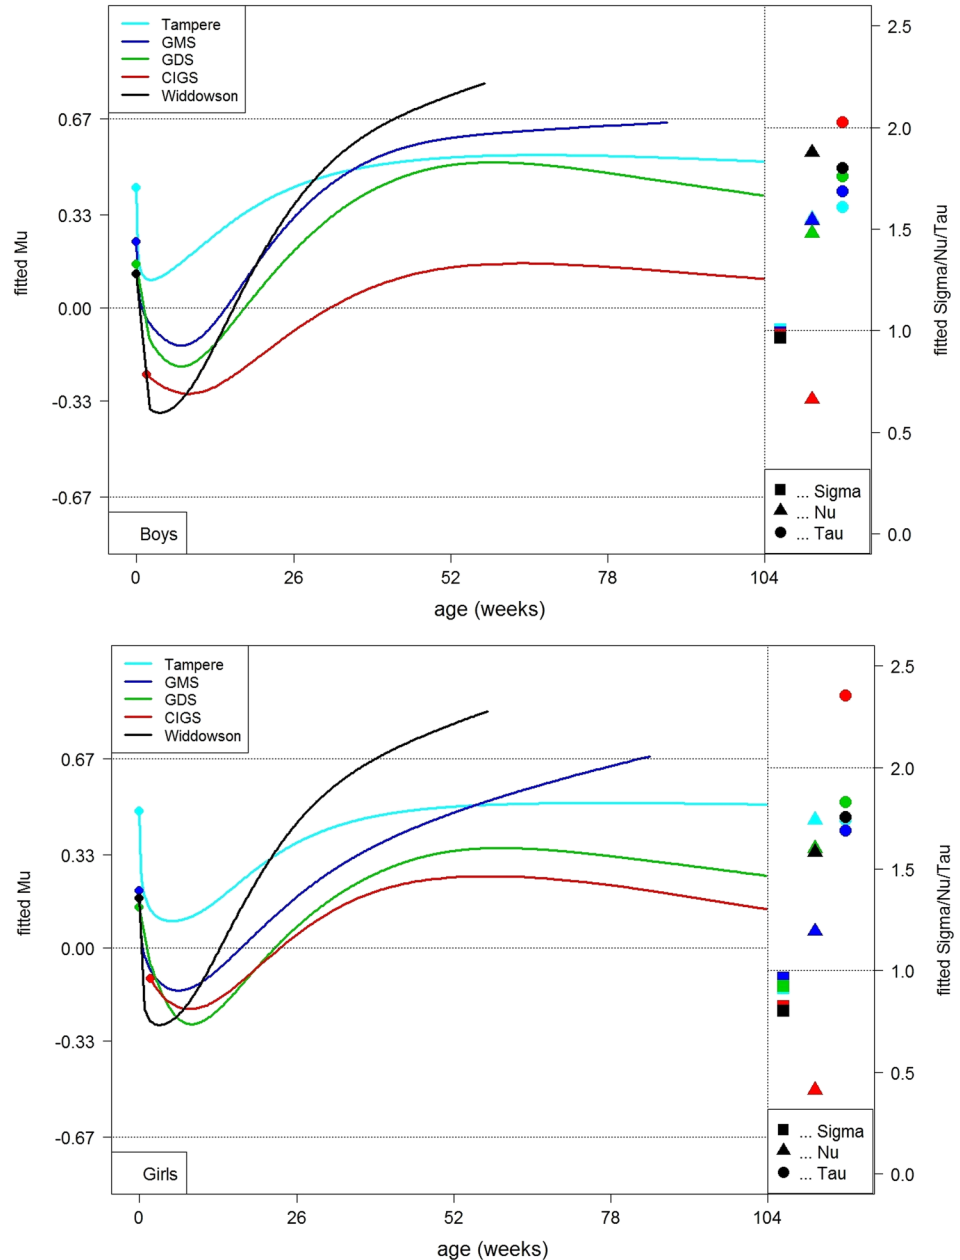 Tampere
GMS
GDS
CIGS
Widdowson
0.67
0.33
0.00
-0.33
-0.67
fitted Mu
2.5
2.0
1.5
1.0
0.5
0.0
fitted Sigma/Nu/Tau
... Sigma
... Nu
... Tau
Boys
0 26 52 78 104
age (weeks)
Tampere
GMS
GDS
CIGS
Widdowson
0.67
0.33
0.00
-0.33
-0.67
fitted Mu
2.5
2.0
1.5
1.0
0.5
0.0
fitted Sigma/Nu/Tau
... Sigma
... Nu
... Tau
Girls
0 26 52 78 104
age (weeks)